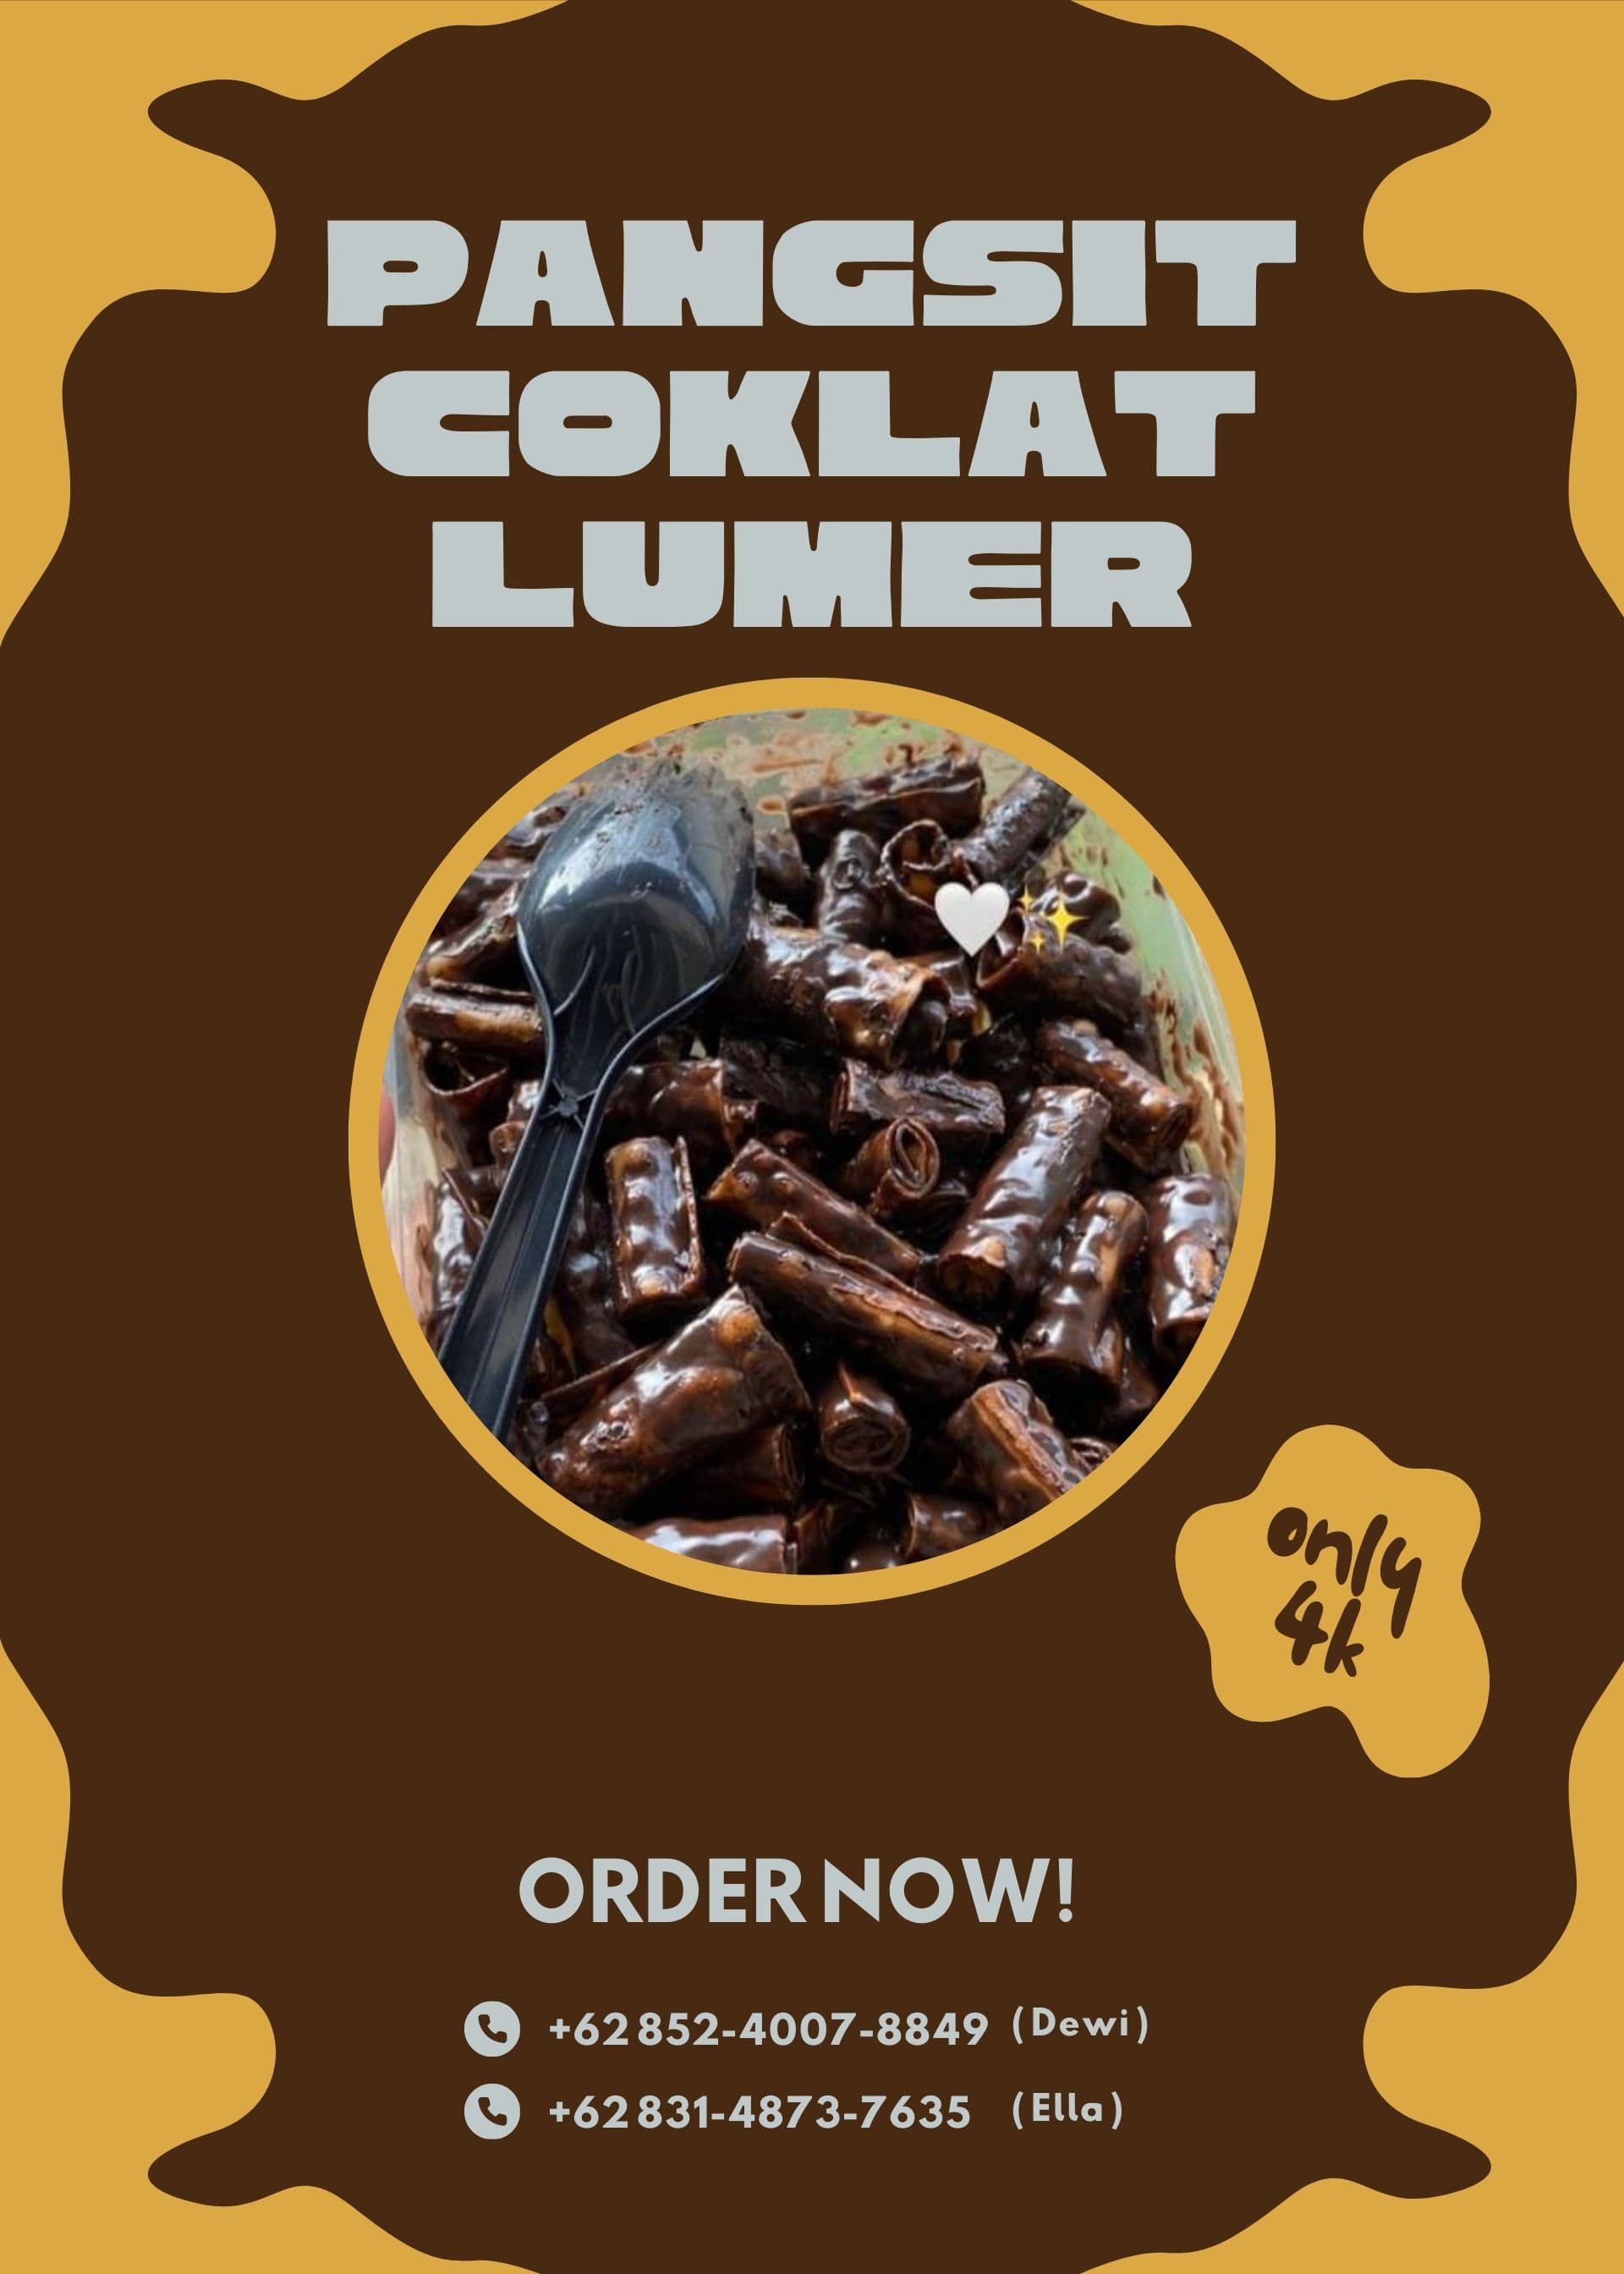 PANGSIT
COKLAT
LUMER
only
4k
ORDER NOW!
+62 852-4007-8849 (Dewi)
+62 831-4873-7635 (Ella)